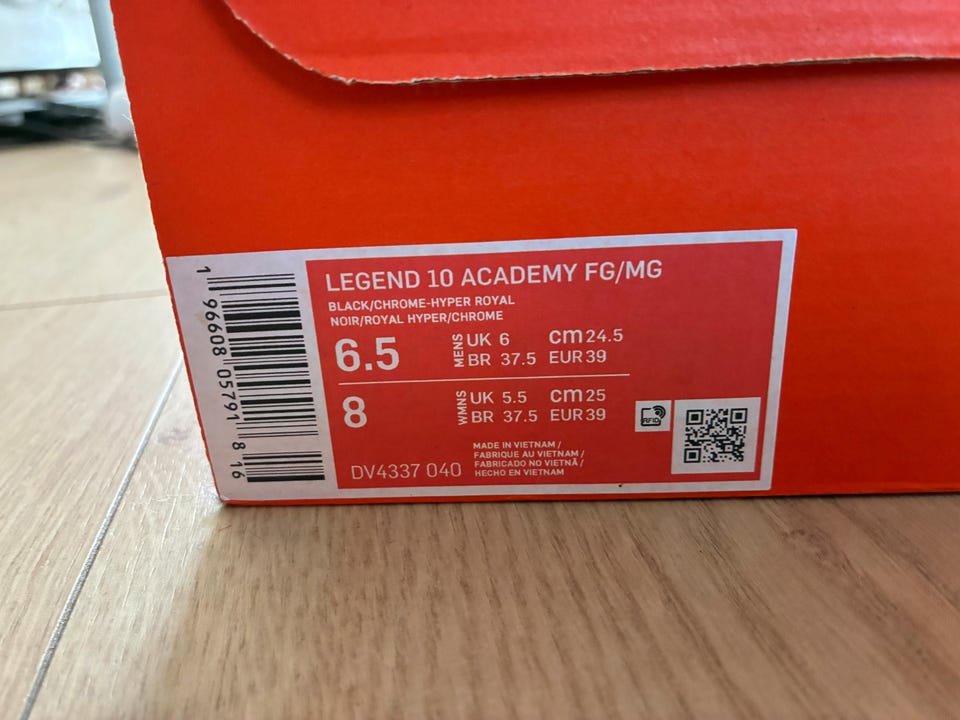 LEGEND 10 ACADEMY FG/MG
BLACK/CHROME-HYPER ROYAL
NOIR/ROYAL HYPER/CHROME
6.5 MENS UK 6 cm 24.5
BR 37.5 EUR 39
8 WMNS UK 5.5 cm 25
BR 37.5 EUR 39
RFID
DV4337 040
MADE IN VIETNAM /
FABRIQUE AU VIETNAM /
FABRICADO NO VIETNÃ /
HECHO EN VIETNAM
1 96608 05791 8 16